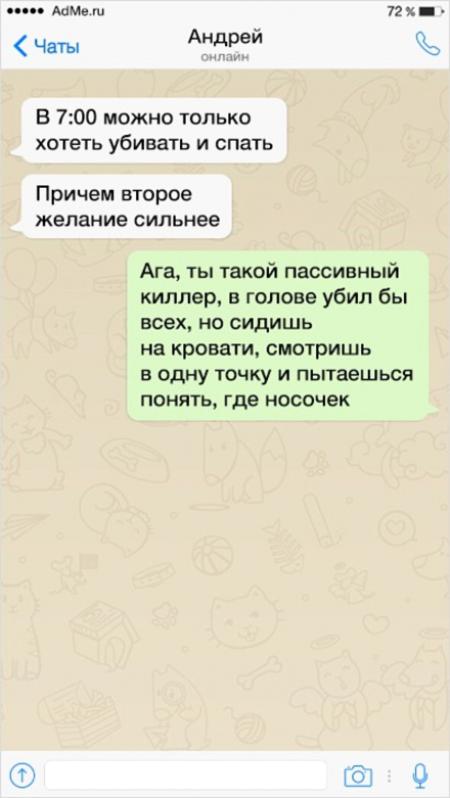 AdMe.ru
72 %
Чаты
Андрей
онлайн
В 7:00 можно только
хотеть убивать и спать
Причем второе
желание сильнее
Ага, ты такой пассивный
киллер, в голове убил бы
всех, но сидишь
на кровати, смотришь
в одну точку и пытаешься
понять, где носочек